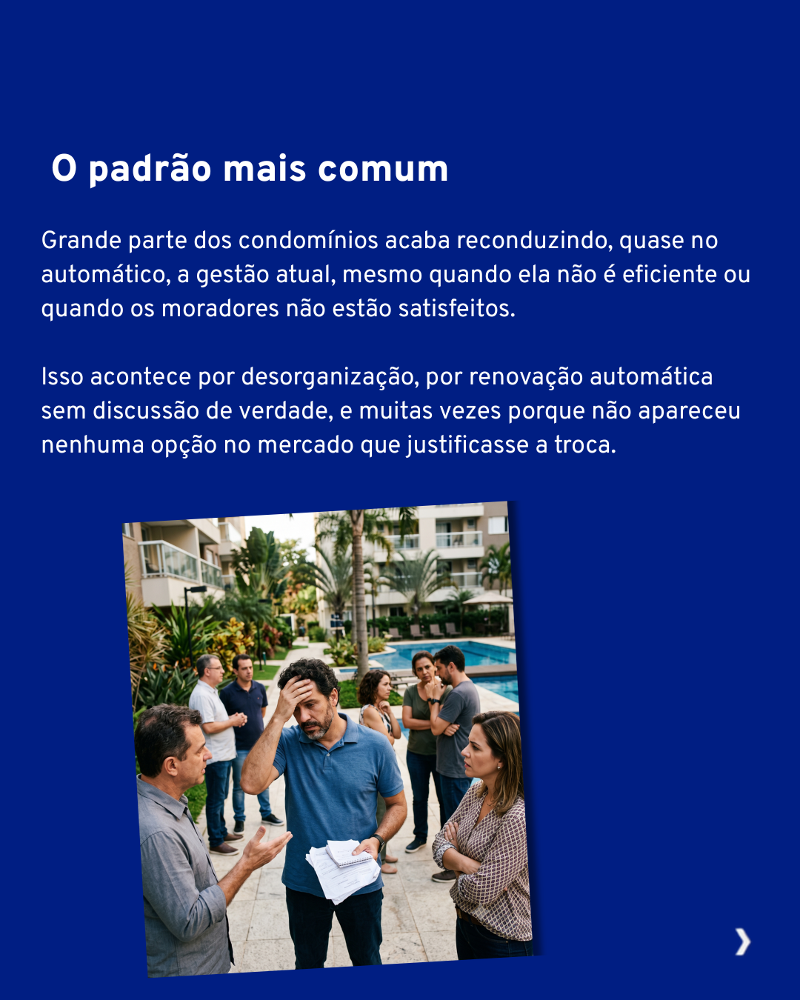 O padrão mais comum
Grande parte dos condomínios acaba reconduzindo, quase no
automático, a gestão atual, mesmo quando ela não é eficiente ou
quando os moradores não estão satisfeitos.
Isso acontece por desorganização, por renovação automática
sem discussão de verdade, e muitas vezes porque não apareceu
nenhuma opção no mercado que justificasse a troca.